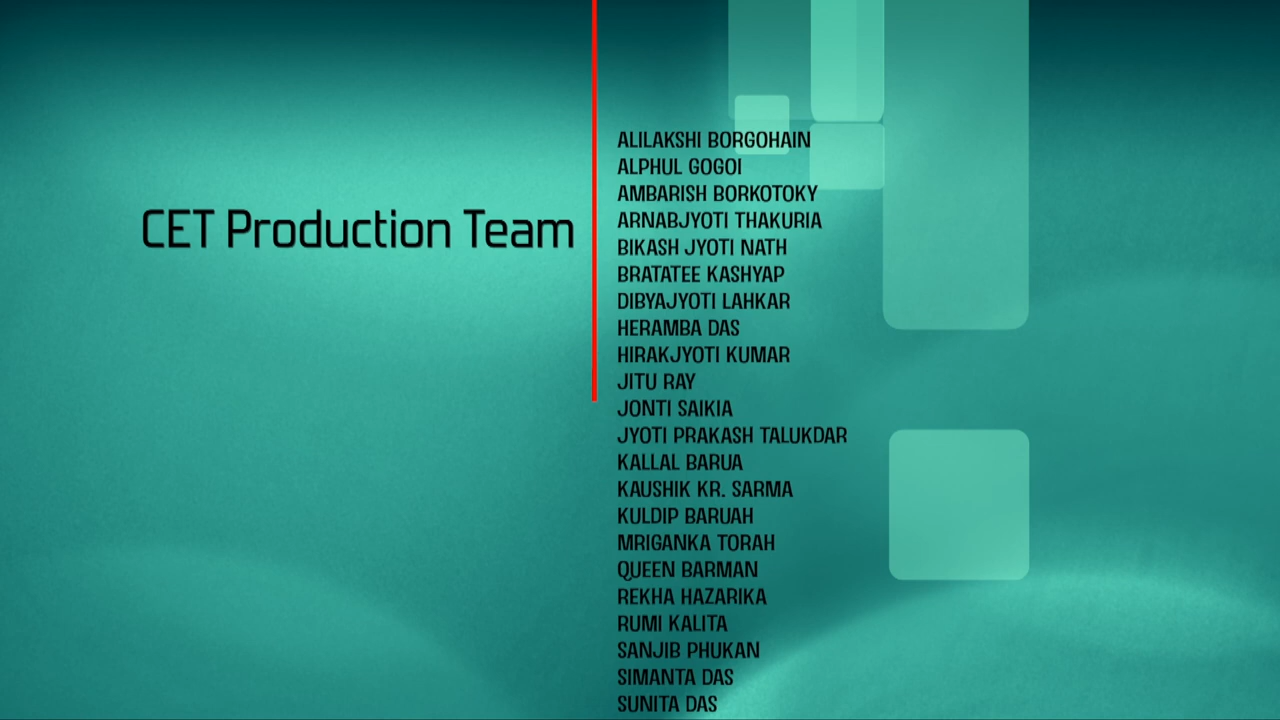 CET Production Team
ALILAKSHI BORGOHAIN
ALPHUL GOGOI
AMBARISH BORKOTOKY
ARNABJYOTI THAKURIA
BIKASH JYOTI NATH
BRATATEE KASHYAP
DIBYAJYOTI LAHKAR
HERAMBA DAS
HIRAKJYOTI KUMAR
JITU RAY
JONTI SAIKIA
JYOTI PRAKASH TALUKDAR
KALLAL BARUA
KAUSHIK KR. SARMA
KULDIP BARUAH
MRIGANKA TORAH
QUEEN BARMAN
REKHA HAZARIKA
RUMI KALITA
SANJIB PHUKAN
SIMANTA DAS
SUNITA DAS